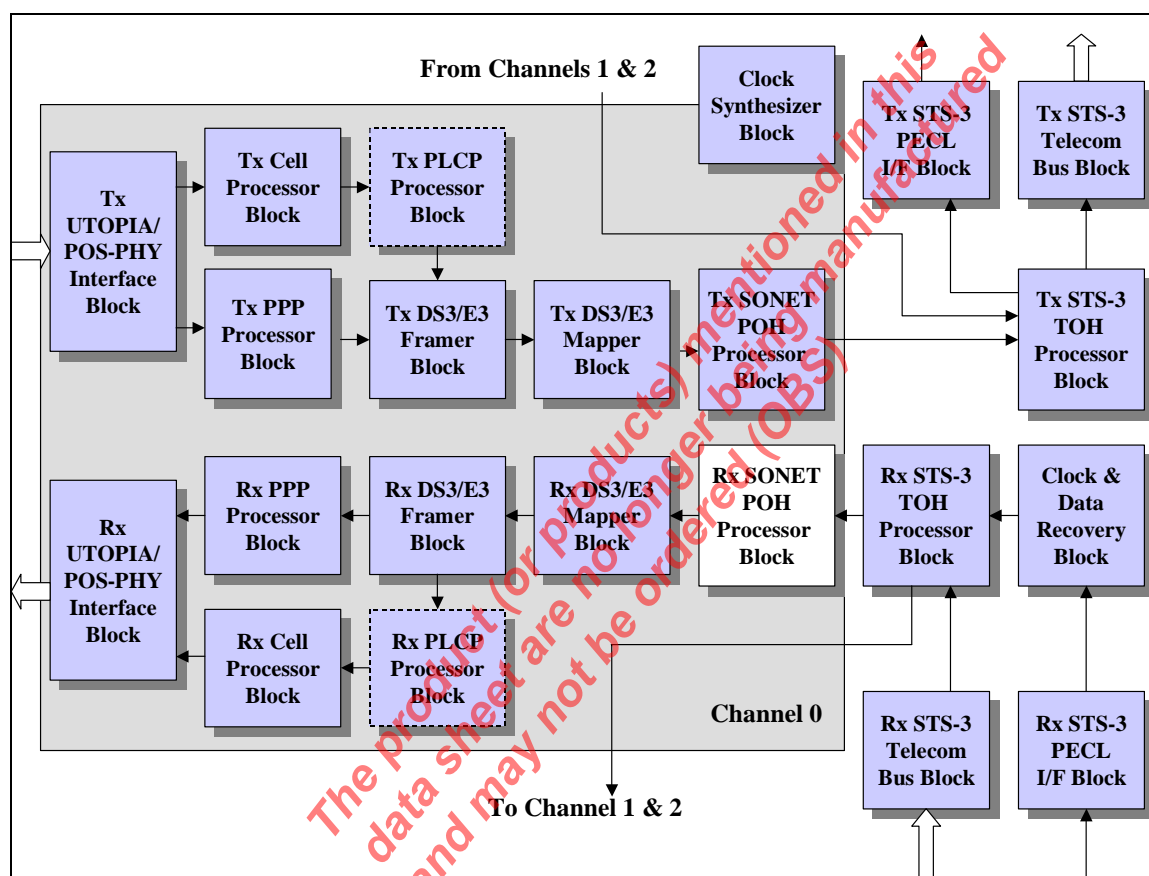 From Channels 1 & 2
Clock
Synthesizer
Block
Tx STS-3
PECL
I/F Block
Tx STS-3
Telecom
Bus Block
Tx
UTOPIA/
POS-PHY
Interface
Block
Tx Cell
Processor
Block
Tx PLCP
Processor
Block
Tx PPP
Processor
Block
Tx DS3/E3
Framer
Block
Tx DS3/E3
Mapper
Block
Tx SONET
POH
Processor
Block
Tx STS-3
TOH
Processor
Block
Rx
UTOPIA/
POS-PHY
Interface
Block
Rx PPP
Processor
Block
Rx DS3/E3
Framer
Block
Rx DS3/E3
Mapper
Block
Rx SONET
POH
Processor
Block
Rx STS-3
TOH
Processor
Block
Clock &
Data
Recovery
Block
Rx Cell
Processor
Block
Rx PLCP
Processor
Block
Channel 0
Rx STS-3
Telecom
Bus Block
Rx STS-3
PECL
I/F Block
To Channel 1 & 2
The product (or products) mentioned in this
data sheet are no longer being manufactured
and may not be ordered (OBS)